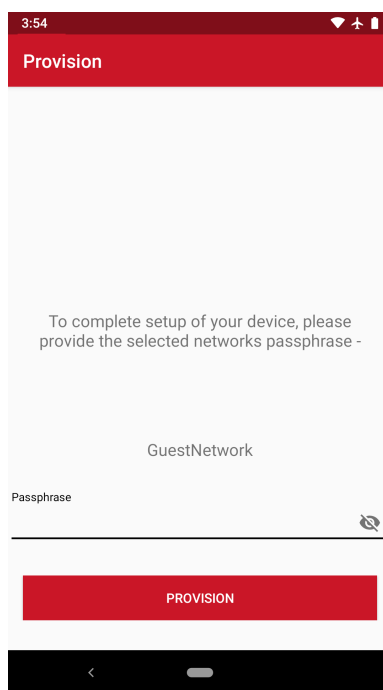 3:54
Provision
To complete setup of your device, please
provide the selected networks passphrase -
GuestNetwork
Passphrase
PROVISION